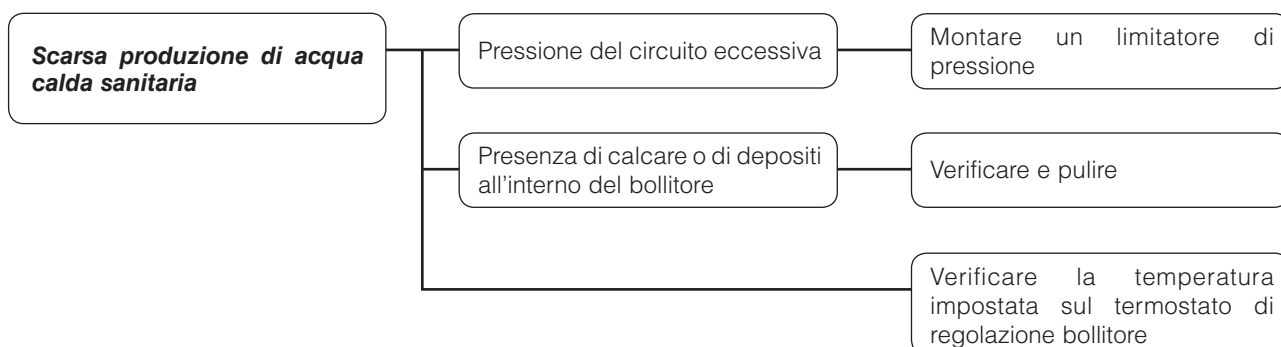 Scarsa produzione di acqua
calda sanitaria
Pressione del circuito eccessiva
Montare un limitatore di
pressione
Presenza di calcare o di depositi
all'interno del bollitore
Verificare e pulire
Verificare la temperatura
impostata sul termostato di
regolazione bollitore